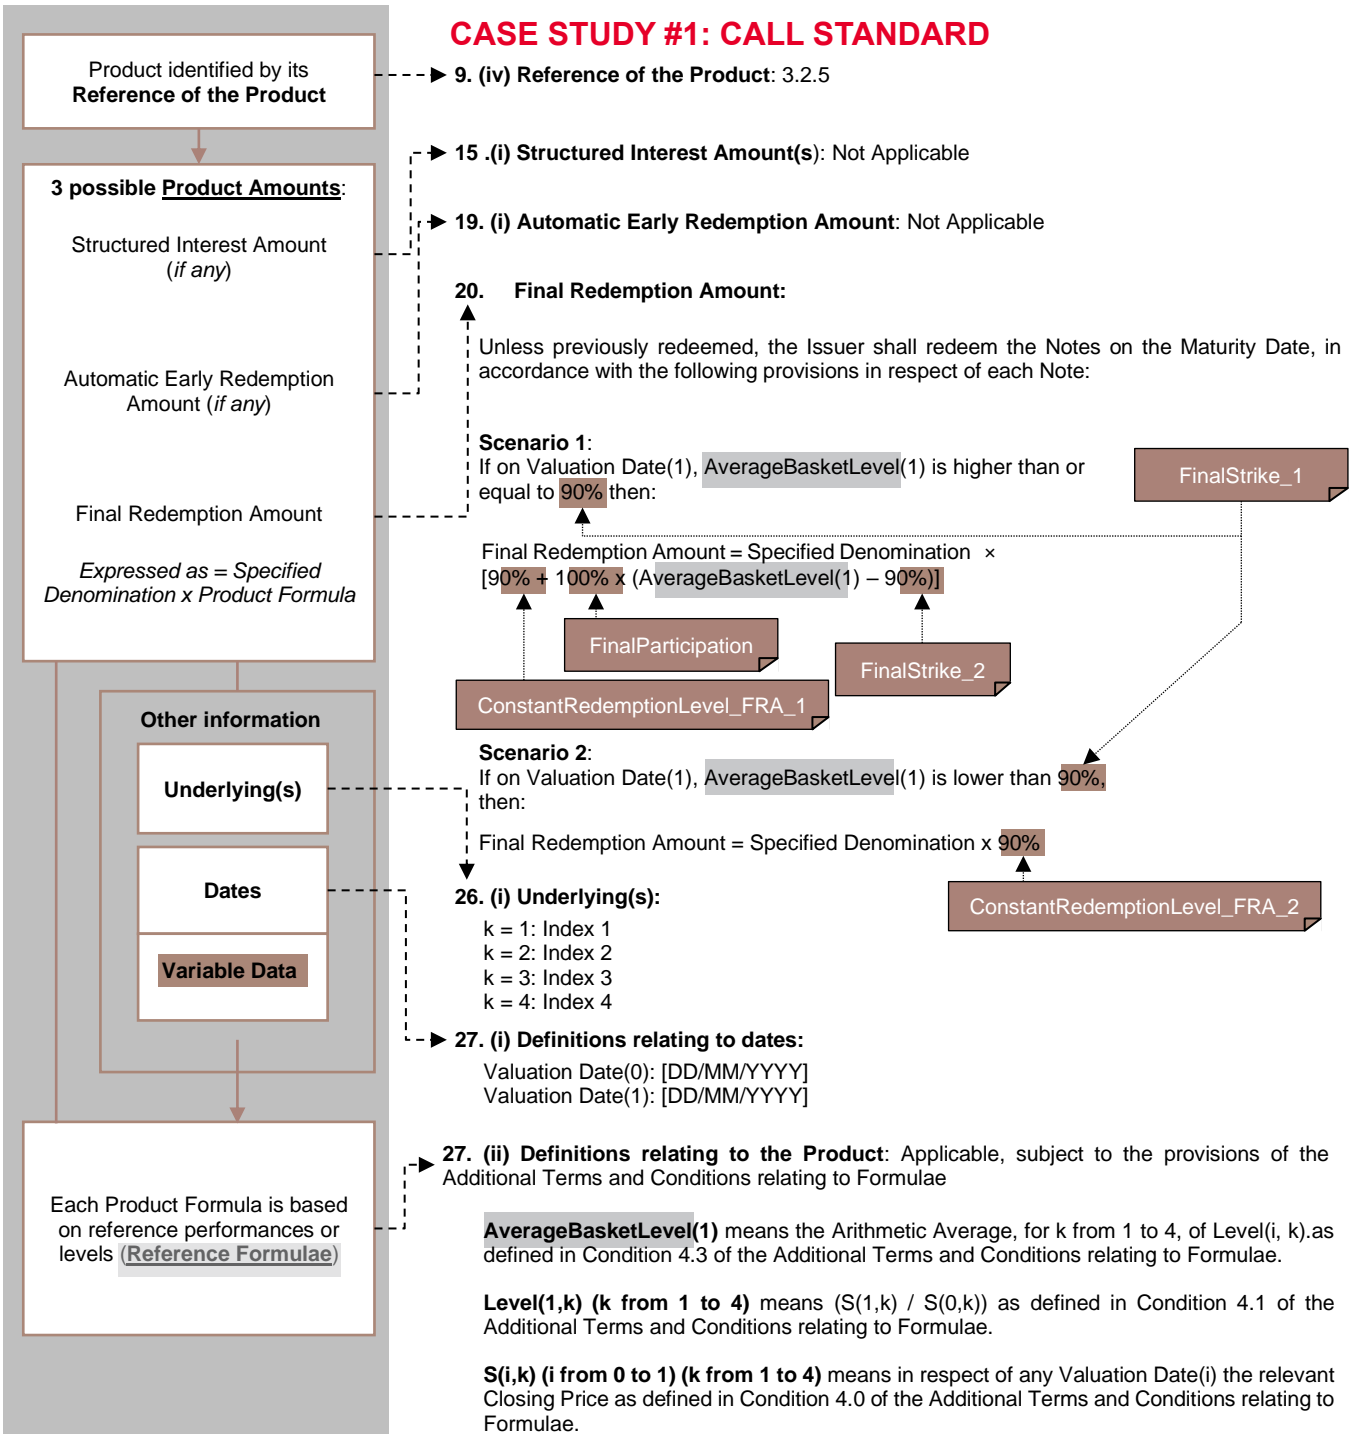 CASE STUDY #1: CALL STANDARD
Product identified by its
Reference of the Product
9. (iv) Reference of the Product: 3.2.5
15 .(i) Structured Interest Amount(s): Not Applicable
3 possible Product Amounts:
19. (i) Automatic Early Redemption Amount: Not Applicable
Structured Interest Amount
(if any)
20. Final Redemption Amount:
Unless previously redeemed, the Issuer shall redeem the Notes on the Maturity Date, in
accordance with the following provisions in respect of each Note:
Automatic Early Redemption
Amount (if any)
Scenario 1:
If on Valuation Date(1), AverageBasketLevel(1) is higher than or
equal to 90% then:
FinalStrike_1
Final Redemption Amount
Expressed as = Specified
Denomination x Product Formula
Final Redemption Amount = Specified Denomination ×
[90% + 100% x (AverageBasketLevel(1) – 90%)]
FinalParticipation
FinalStrike_2
ConstantRedemptionLevel_FRA_1
Other information
Scenario 2:
If on Valuation Date(1), AverageBasketLevel(1) is lower than 90%,
then:
Underlying(s)
Final Redemption Amount = Specified Denomination x 90%
ConstantRedemptionLevel_FRA_2
Dates
26. (i) Underlying(s):
k = 1: Index 1
k = 2: Index 2
k = 3: Index 3
k = 4: Index 4
Variable Data
27. (i) Definitions relating to dates:
Valuation Date(0): [DD/MM/YYYY]
Valuation Date(1): [DD/MM/YYYY]
27. (ii) Definitions relating to the Product: Applicable, subject to the provisions of the
Additional Terms and Conditions relating to Formulae
Each Product Formula is based
on reference performances or
levels (Reference Formulae)
AverageBasketLevel(1) means the Arithmetic Average, for k from 1 to 4, of Level(i, k).as
defined in Condition 4.3 of the Additional Terms and Conditions relating to Formulae.
Level(1,k) (k from 1 to 4) means (S(1,k) / S(0,k)) as defined in Condition 4.1 of the
Additional Terms and Conditions relating to Formulae.
S(i,k) (i from 0 to 1) (k from 1 to 4) means in respect of any Valuation Date(i) the relevant
Closing Price as defined in Condition 4.0 of the Additional Terms and Conditions relating to
Formulae.